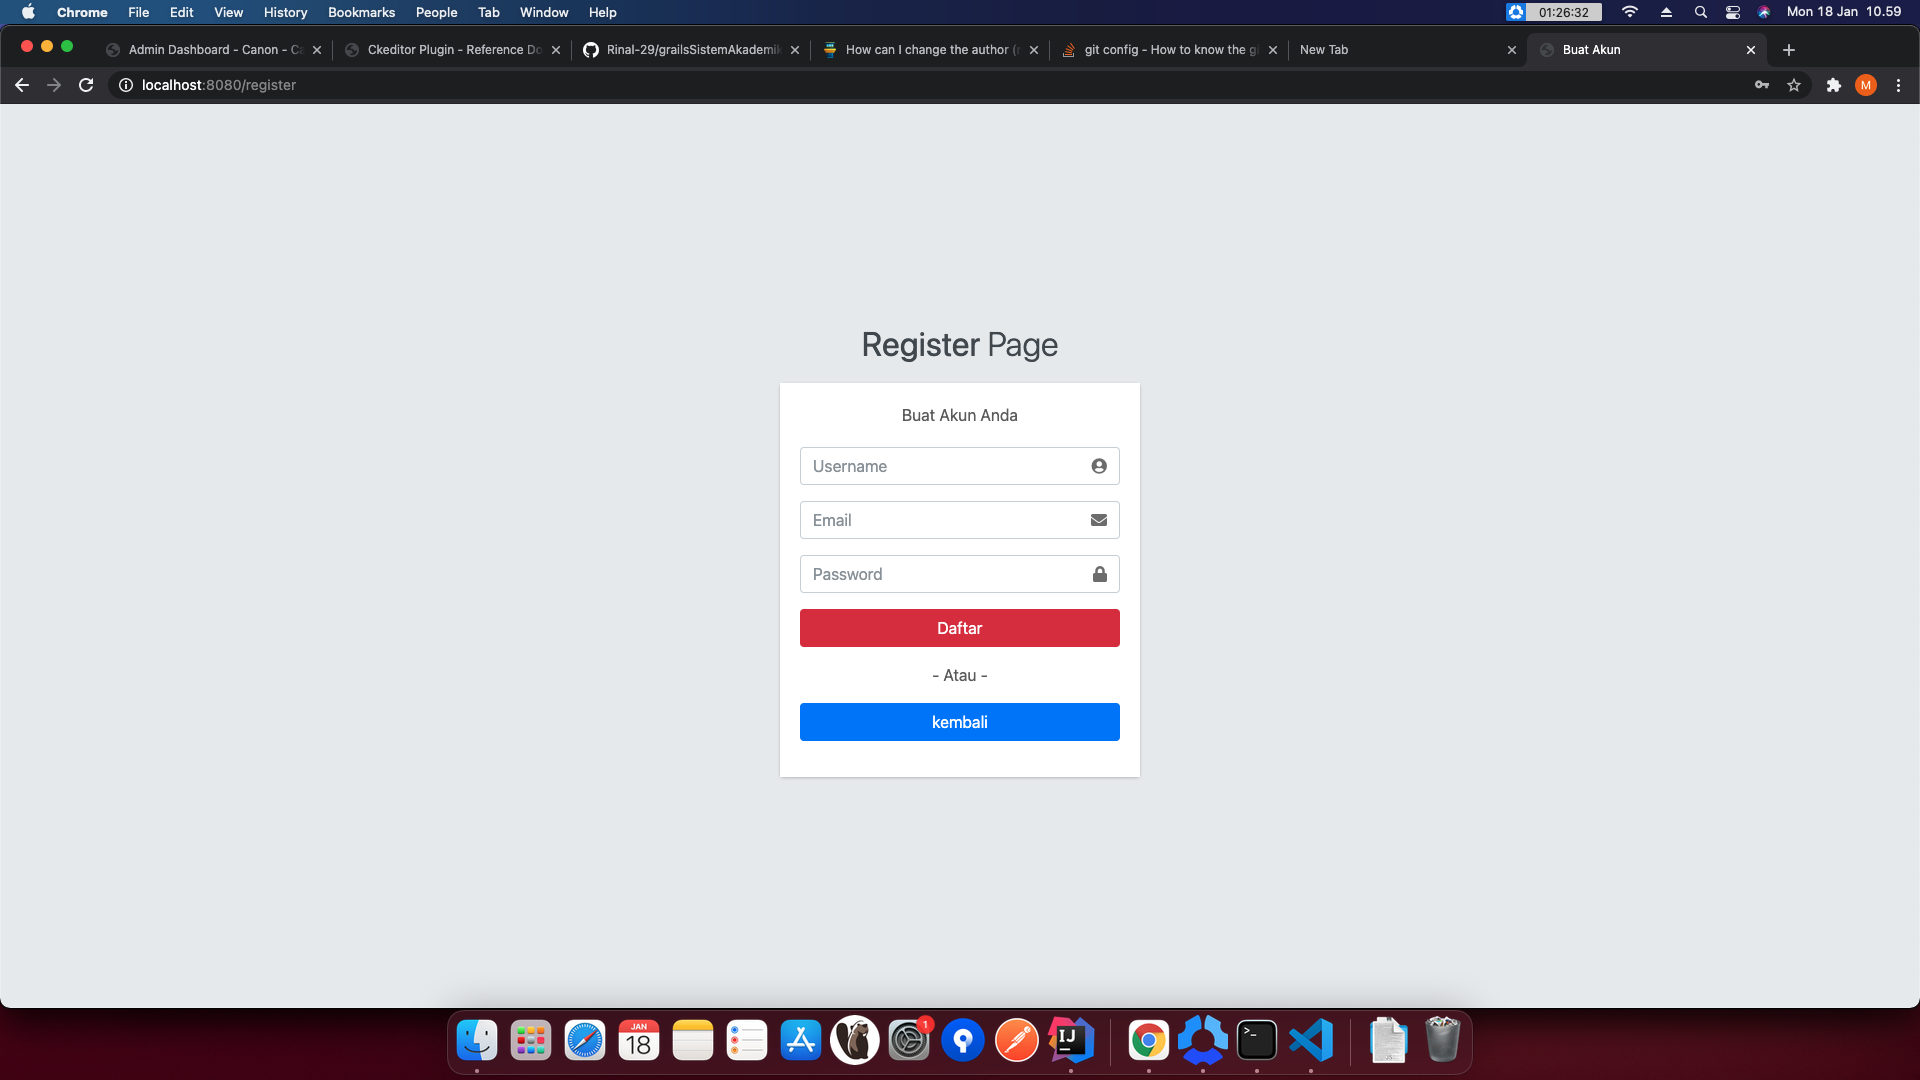 Chrome File Edit View History Bookmarks People Tab Window Help 01:26:32 Mon 18 Jan 10.59
Admin Dashboard - Canon - Ca Ckeditor Plugin - Reference Do Rinal-29/grailsSistemAkademik How can I change the author (n git config - How to know the gi New Tab Buat Akun
localhost:8080/register M
Register Page
Buat Akun Anda
Username
Email
Password
Daftar
- Atau -
kembali
JAN
18
1
IJ
>_